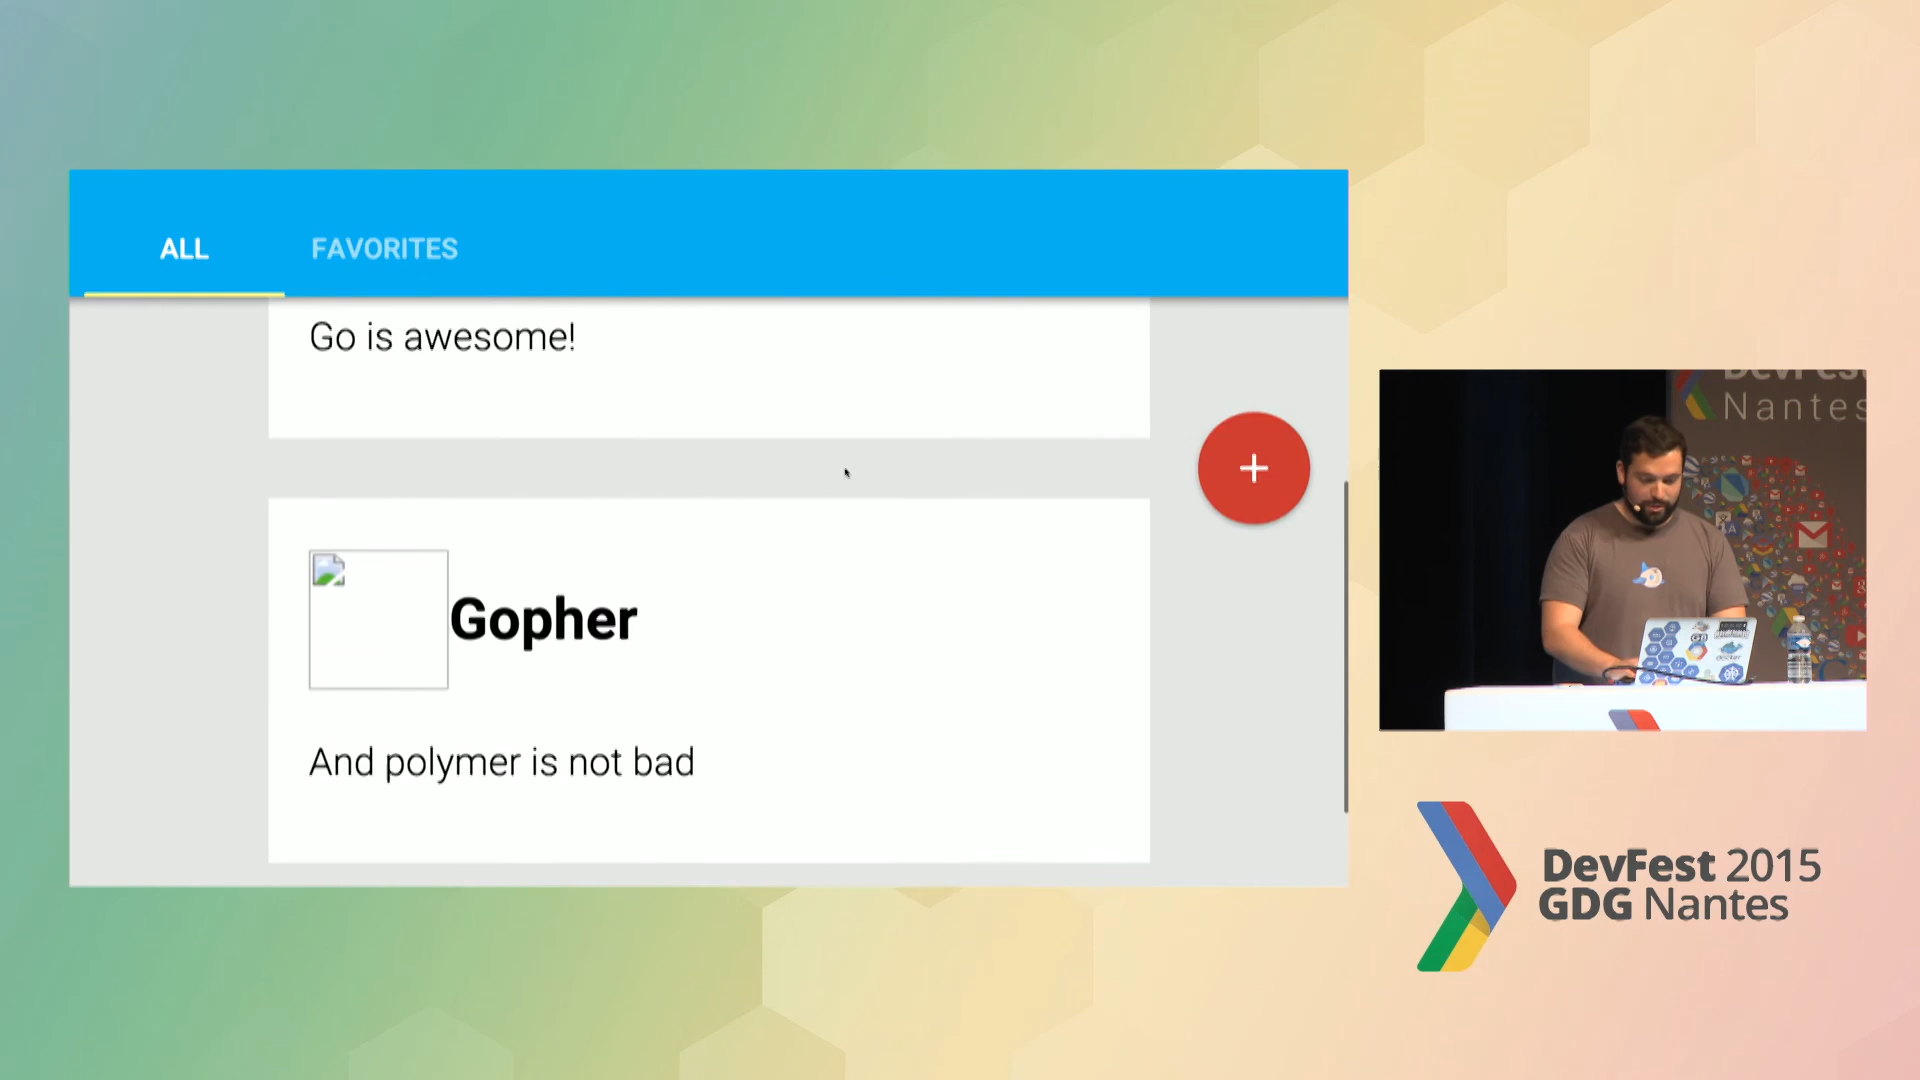 ALL
FAVORITES
Go is awesome!
+
Gopher
And polymer is not bad
Nantes
DevFest 2015
GDG Nantes